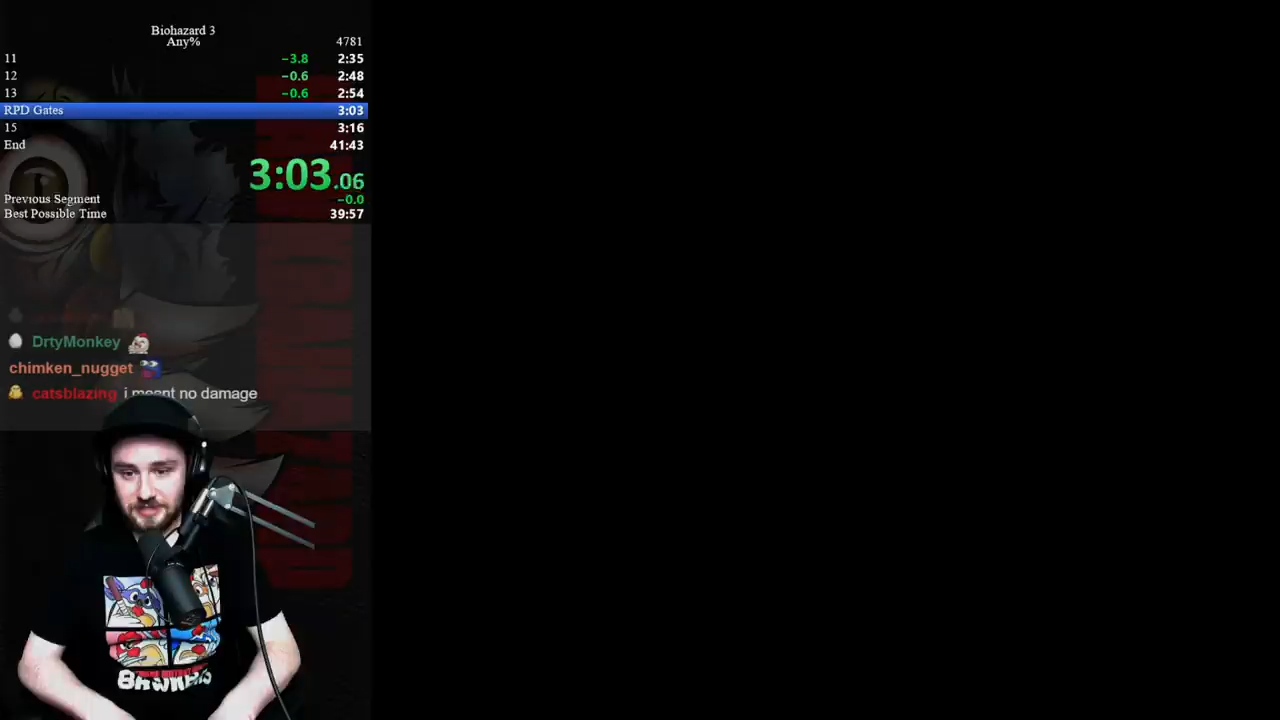 Biohazard 3
Any% 4781
11 -3.8 2:35
12 -0.6 2:48
13 -0.6 2:54
RPD Gates 3:03
15 3:16
End 41:43
3:03.06
Previous Segment -0.0
Best Possible Time 39:57
DrtyMonkey
chimken_nugget
catsblazing i meant no damage